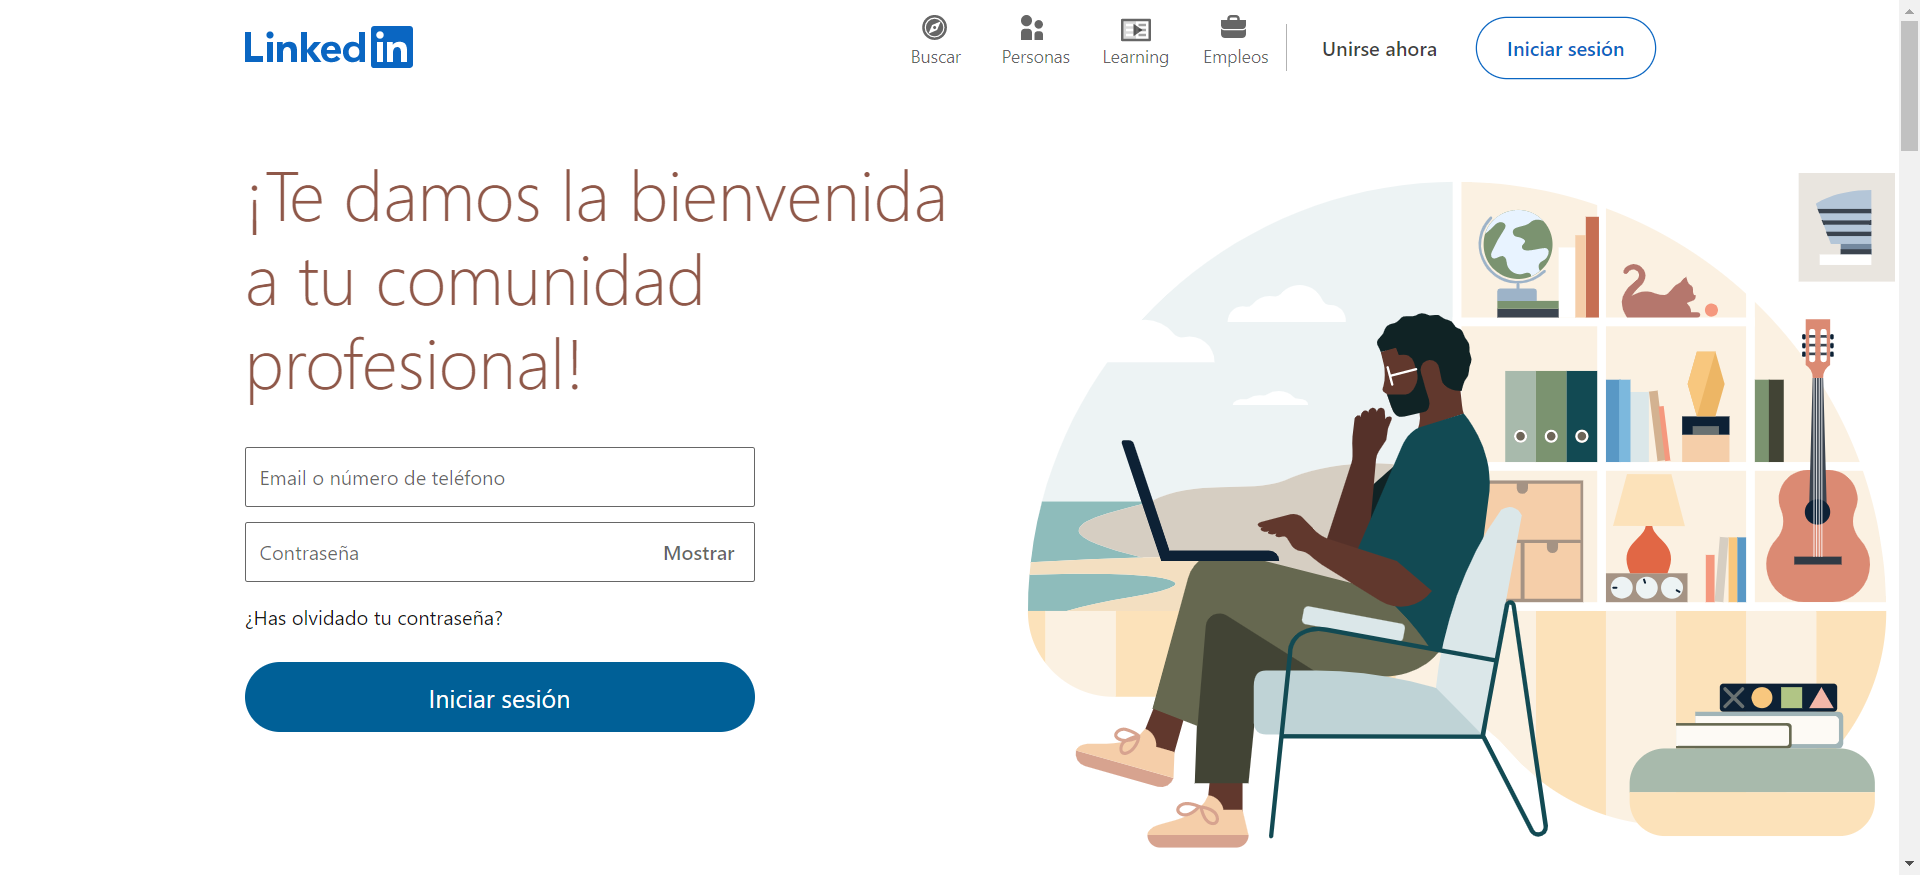 Linkedin
Buscar
Personas
Learning
Empleos
Unirse ahora
Iniciar sesión
¡Te damos la bienvenida
a tu comunidad
profesional!
Email o número de teléfono
Contraseña Mostrar
¿Has olvidado tu contraseña?
Iniciar sesión